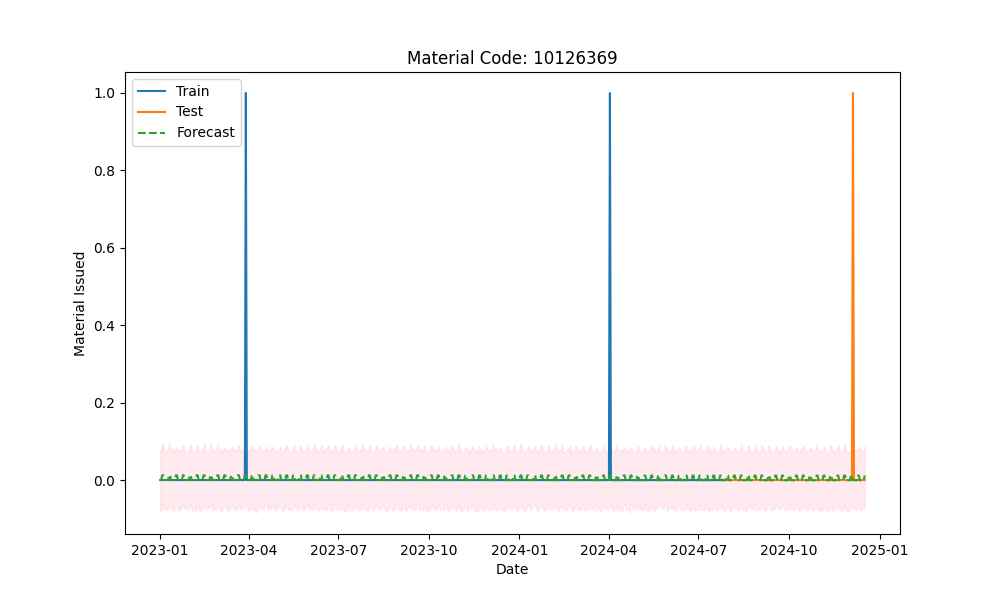 Material Code: 10126369
Train
Test
Forecast
Material Issued
1.0
0.8
0.6
0.4
0.2
0.0
2023-01 2023-04 2023-07 2023-10 2024-01 2024-04 2024-07 2024-10 2025-01
Date